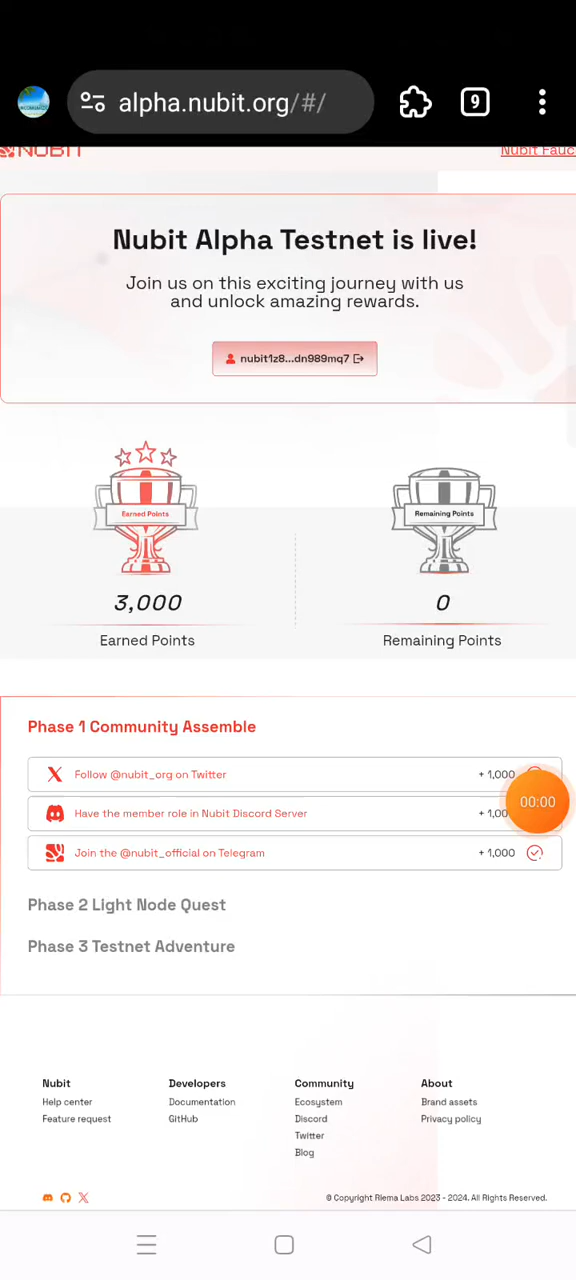 alpha.nubit.org/#/
9
NUBIT
Nubit Fauc
Nubit Alpha Testnet is live!
Join us on this exciting journey with us
and unlock amazing rewards.
nubit1z8...dn989mq7
Earned Points
Remaining Points
3,000
0
Earned Points
Remaining Points
Phase 1 Community Assemble
Follow @nubit_org on Twitter
+ 1,000
Have the member role in Nubit Discord Server
+ 1,00
00:00
Join the @nubit_official on Telegram
+ 1,000
Phase 2 Light Node Quest
Phase 3 Testnet Adventure
Nubit
Developers
Community
About
Help center
Documentation
Ecosystem
Brand assets
Feature request
GitHub
Discord
Privacy policy
Twitter
Blog
© Copyright Riema Labs 2023 - 2024. All Rights Reserved.